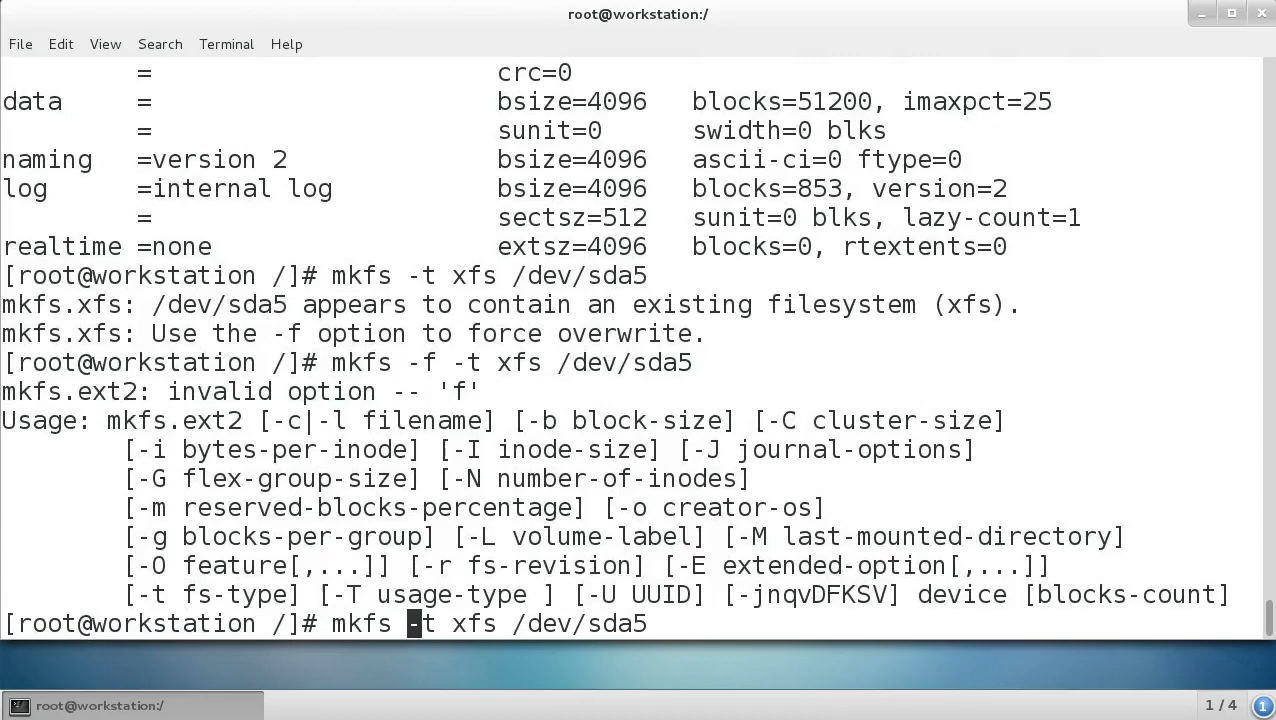 root@workstation:/
File Edit View Search Terminal Help
= crc=0
data = bsize=4096 blocks=51200, imaxpct=25
= sunit=0 swidth=0 blks
naming =version 2 bsize=4096 ascii-ci=0 ftype=0
log =internal log bsize=4096 blocks=853, version=2
= sectsz=512 sunit=0 blks, lazy-count=1
realtime =none extsz=4096 blocks=0, rtextents=0
[root@workstation /]# mkfs -t xfs /dev/sda5
mkfs.xfs: /dev/sda5 appears to contain an existing filesystem (xfs).
mkfs.xfs: Use the -f option to force overwrite.
[root@workstation /]# mkfs -f -t xfs /dev/sda5
mkfs.ext2: invalid option -- 'f'
Usage: mkfs.ext2 [-c|-l filename] [-b block-size] [-C cluster-size]
[-i bytes-per-inode] [-I inode-size] [-J journal-options]
[-G flex-group-size] [-N number-of-inodes]
[-m reserved-blocks-percentage] [-o creator-os]
[-g blocks-per-group] [-L volume-label] [-M last-mounted-directory]
[-O feature[,...]] [-r fs-revision] [-E extended-option[,...]]
[-t fs-type] [-T usage-type ] [-U UUID] [-jnqvDFKSV] device [blocks-count]
[root@workstation /]# mkfs -t xfs /dev/sda5
root@workstation:/ 1 / 4 1